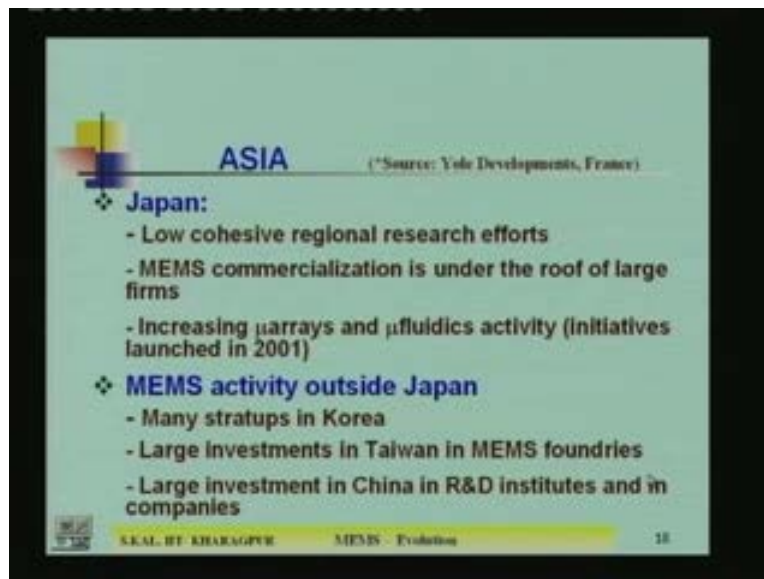 ASIA (*Source: Yole Developments, France)
❖ Japan:
- Low cohesive regional research efforts
- MEMS commercialization is under the roof of large
firms
- Increasing μarrays and μfluidics activity (initiatives
launched in 2001)
❖ MEMS activity outside Japan
- Many stratups in Korea
- Large investments in Taiwan in MEMS foundries
- Large investment in China in R&D institutes and in
companies
S.KAL, IIT- KHARAGPUR MEMS - Evolution 18